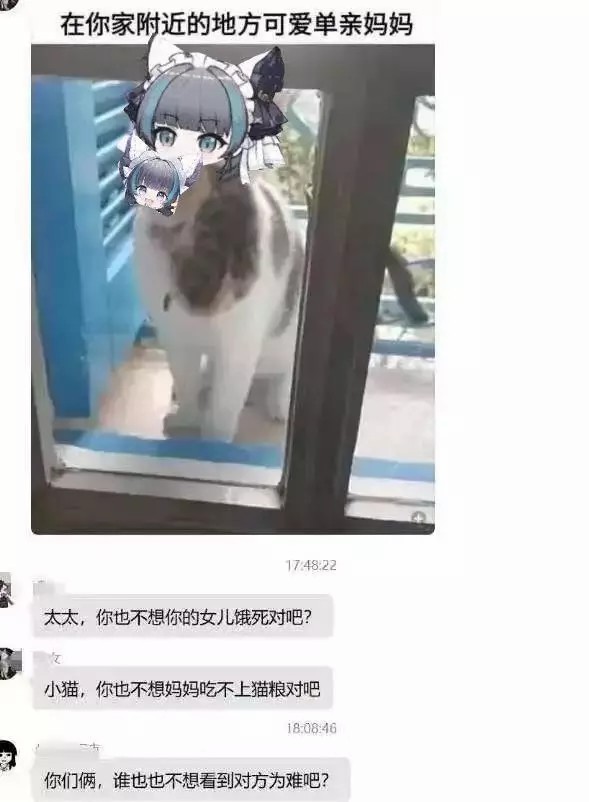 在你家附近的地方可爱单亲妈妈
17:48:22
太太，你也不想你的女儿饿死对吧？
女
小猫，你也不想妈妈吃不上猫粮对吧
18:08:46
你们俩，谁也也不想看到对方为难吧？